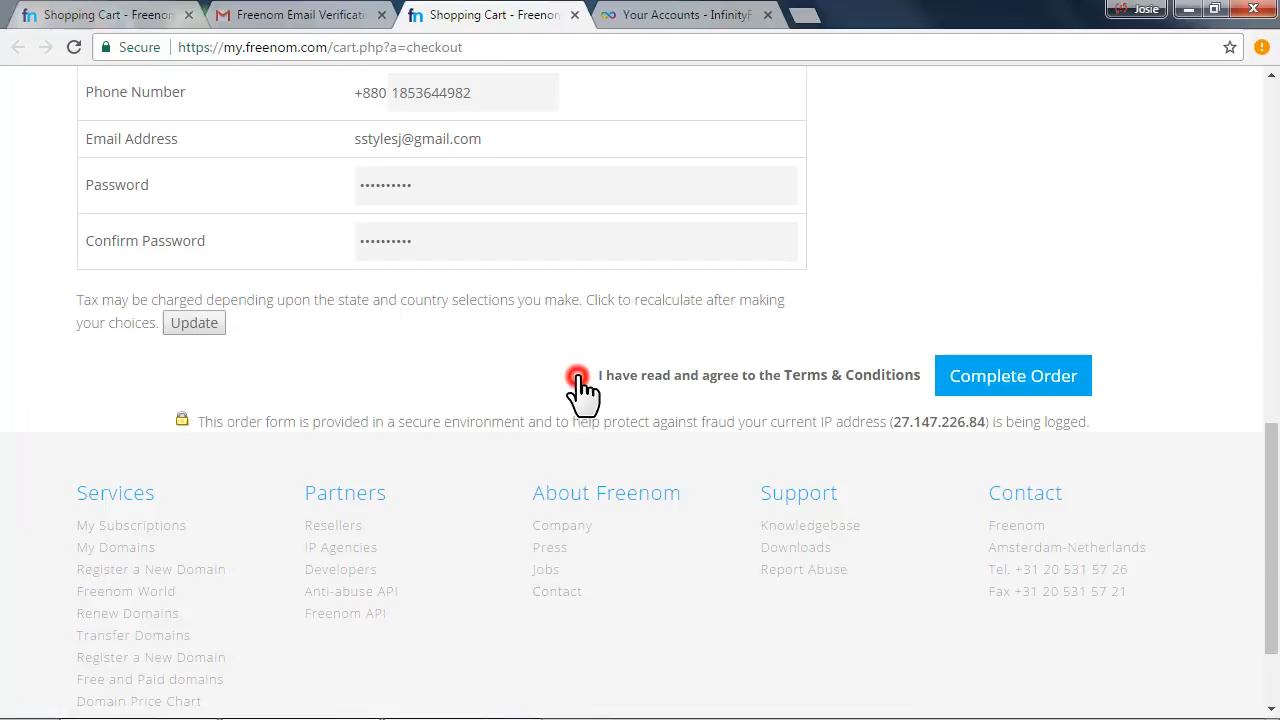 Shopping Cart - Freenom
Freenom Email Verificati
Shopping Cart - Freenom
Your Accounts - InfinityF
Josie
Secure
https://my.freenom.com/cart.php?a=checkout
Phone Number
+880 1853644982
Email Address
sstylesj@gmail.com
Password
••••••••••
Confirm Password
••••••••••
Tax may be charged depending upon the state and country selections you make. Click to recalculate after making
your choices. Update
I have read and agree to the Terms & Conditions
Complete Order
This order form is provided in a secure environment and to help protect against fraud your current IP address (27.147.226.84) is being logged.
Services
My Subscriptions
My Domains
Register a New Domain
Freenom World
Renew Domains
Transfer Domains
Register a New Domain
Free and Paid domains
Domain Price Chart
Partners
Resellers
IP Agencies
Developers
Anti-abuse API
Freenom API
About Freenom
Company
Press
Jobs
Contact
Support
Knowledgebase
Downloads
Report Abuse
Contact
Freenom
Amsterdam-Netherlands
Tel. +31 20 531 57 26
Fax +31 20 531 57 21